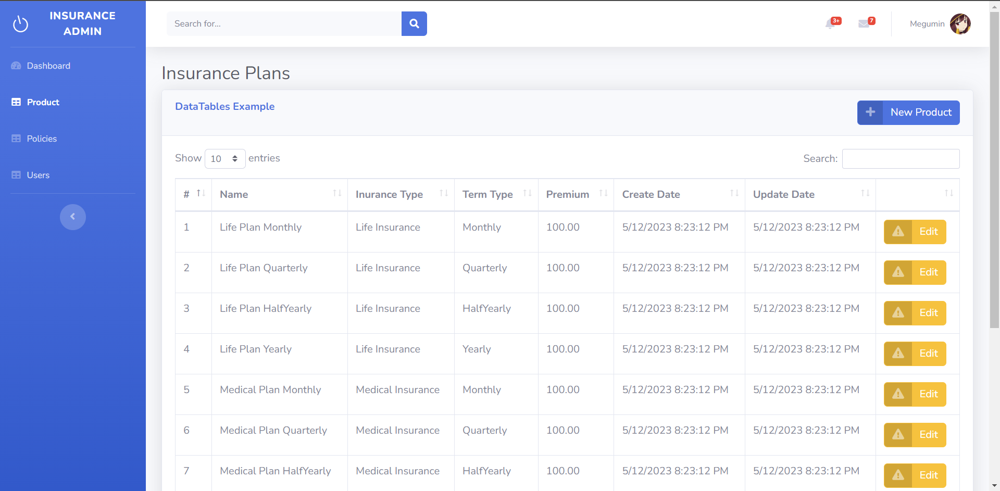 INSURANCE
ADMIN
Dashboard
Product
Policies
Users
Search for...
3+
7
Megumin
Insurance Plans
DataTables Example
New Product
Show 10 entries
Search:
# Name Inurance Type Term Type Premium Create Date Update Date
1 Life Plan Monthly Life Insurance Monthly 100.00 5/12/2023 8:23:12 PM 5/12/2023 8:23:12 PM Edit
2 Life Plan Quarterly Life Insurance Quarterly 100.00 5/12/2023 8:23:12 PM 5/12/2023 8:23:12 PM Edit
3 Life Plan HalfYearly Life Insurance HalfYearly 100.00 5/12/2023 8:23:12 PM 5/12/2023 8:23:12 PM Edit
4 Life Plan Yearly Life Insurance Yearly 100.00 5/12/2023 8:23:12 PM 5/12/2023 8:23:12 PM Edit
5 Medical Plan Monthly Medical Insurance Monthly 100.00 5/12/2023 8:23:12 PM 5/12/2023 8:23:12 PM Edit
6 Medical Plan Quarterly Medical Insurance Quarterly 100.00 5/12/2023 8:23:12 PM 5/12/2023 8:23:12 PM Edit
7 Medical Plan HalfYearly Medical Insurance HalfYearly 100.00 5/12/2023 8:23:12 PM 5/12/2023 8:23:12 PM Edit